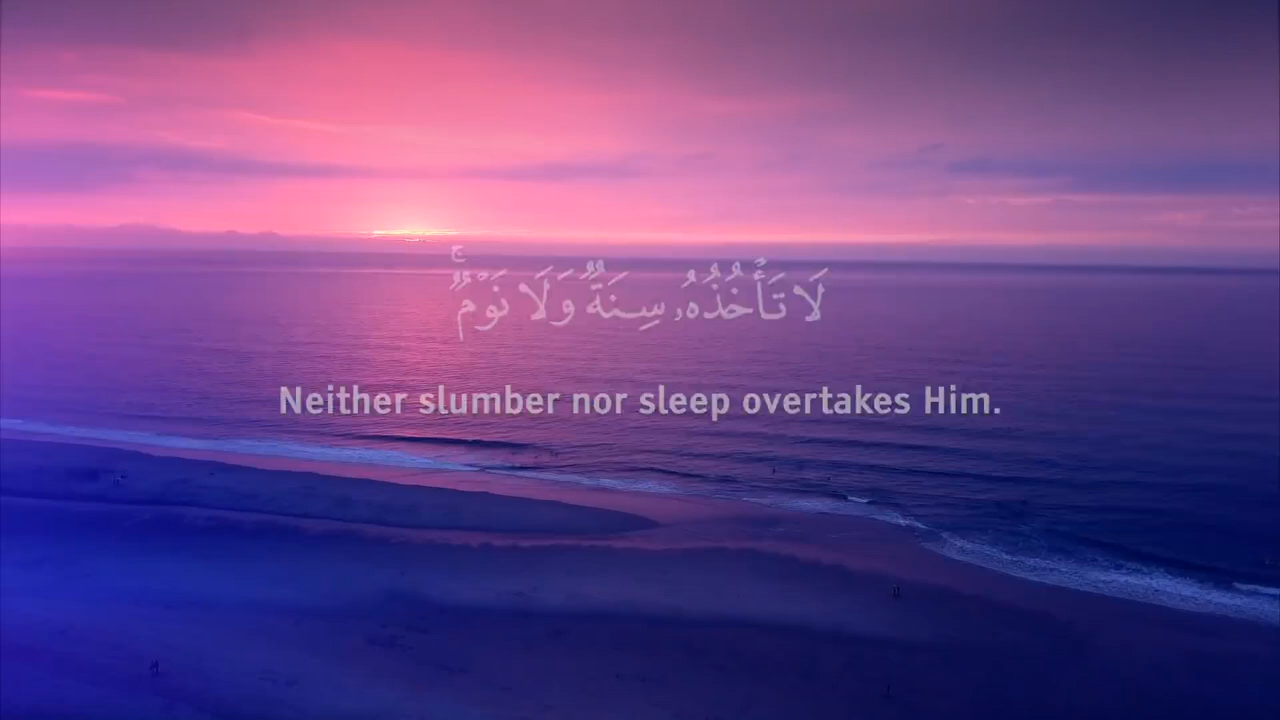 لَا تَأْخُذُهُۥ سِنَةٌ وَلَا نَوْمٌ ۚ
Neither slumber nor sleep overtakes Him.